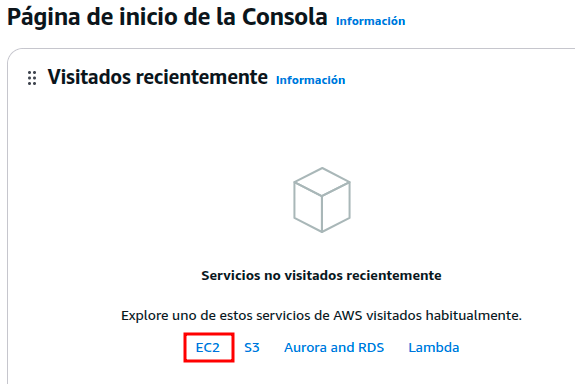 Página de inicio de la Consola Información
Visitados recientemente Información
Servicios no visitados recientemente
Explore uno de estos servicios de AWS visitados habitualmente.
EC2 S3 Aurora and RDS Lambda